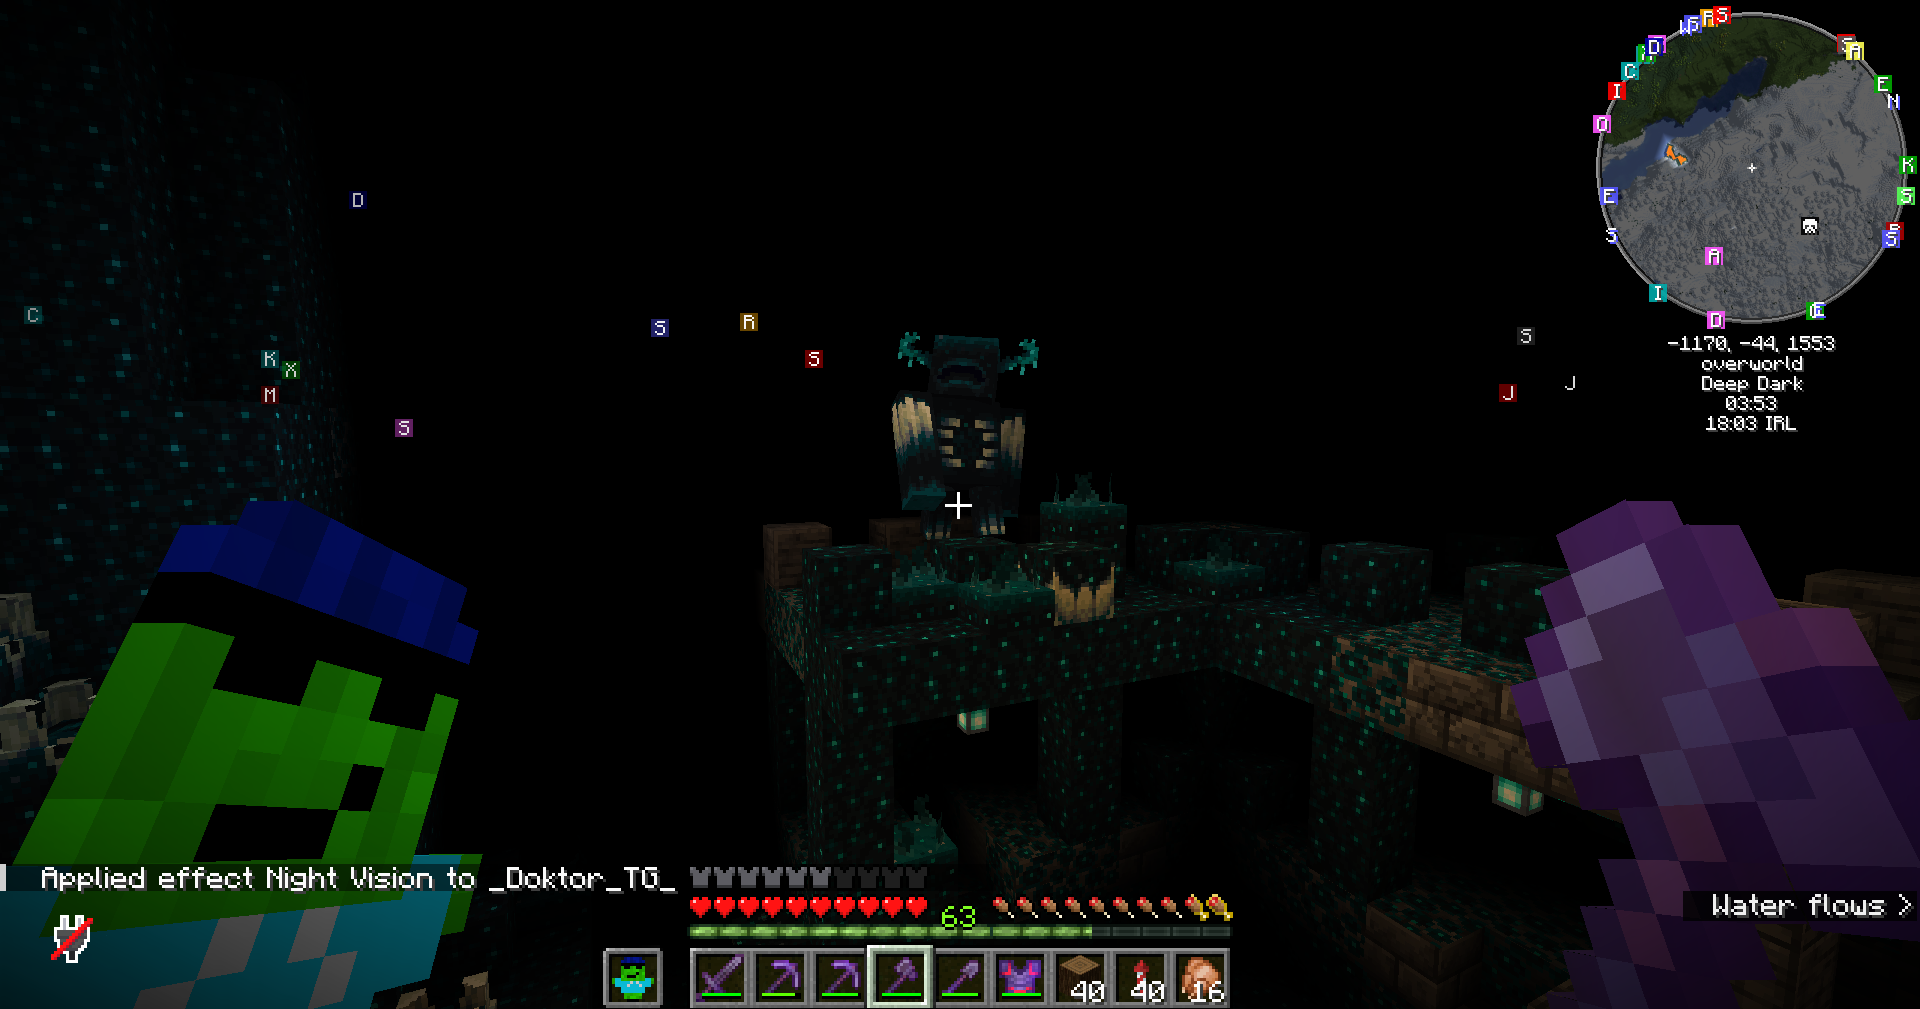 D
C
K
X
M
S
S
R
S
S
J
J
W
S
A
S
D
C
I
O
E
S
I
D
A
E
S
A
E
N
K
S
S
-1170, -44, 1553
overworld
Deep Dark
03:53
18:03 IRL
Applied effect Night Vision to _Doktor_TG_
63
Water flows >
40
40
16